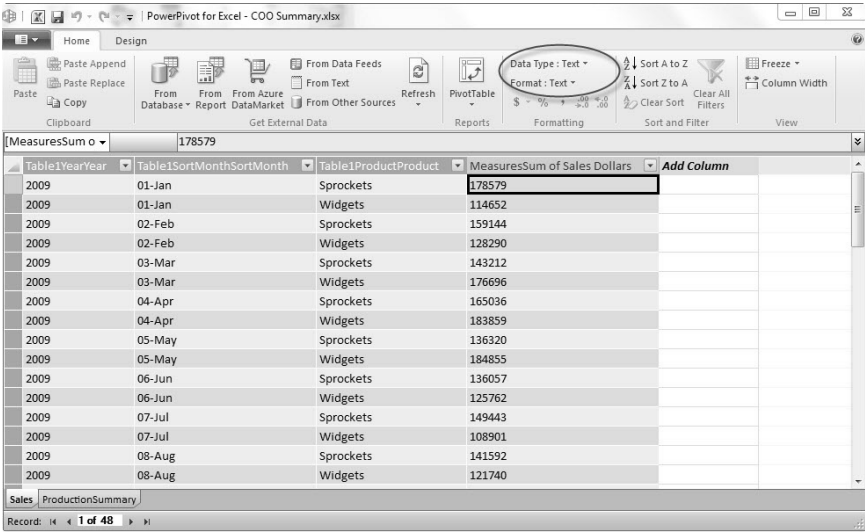 PowerPivot for Excel - COO Summary.xlsx
Home Design
Paste
Paste Append
Paste Replace
Copy
Clipboard
From Database
From Report
From Azure DataMarket
From Data Feeds
From Text
From Other Sources
Refresh
Get External Data
PivotTable
Reports
Data Type : Text
Format : Text
$ % , .00 →.0
Formatting
Sort A to Z
Sort Z to A
Clear Sort
Clear All Filters
Sort and Filter
Freeze
Column Width
View
[MeasuresSum o 178579
Table1YearYear Table1SortMonthSortMonth Table1ProductProduct MeasuresSum of Sales Dollars Add Column
2009 01-Jan Sprockets 178579
2009 01-Jan Widgets 114652
2009 02-Feb Sprockets 159144
2009 02-Feb Widgets 128290
2009 03-Mar Sprockets 143212
2009 03-Mar Widgets 176696
2009 04-Apr Sprockets 165036
2009 04-Apr Widgets 183859
2009 05-May Sprockets 136320
2009 05-May Widgets 184855
2009 06-Jun Sprockets 136057
2009 06-Jun Widgets 125762
2009 07-Jul Sprockets 149443
2009 07-Jul Widgets 108901
2009 08-Aug Sprockets 141592
2009 08-Aug Widgets 121740
Sales ProductionSummary
Record: 1 of 48